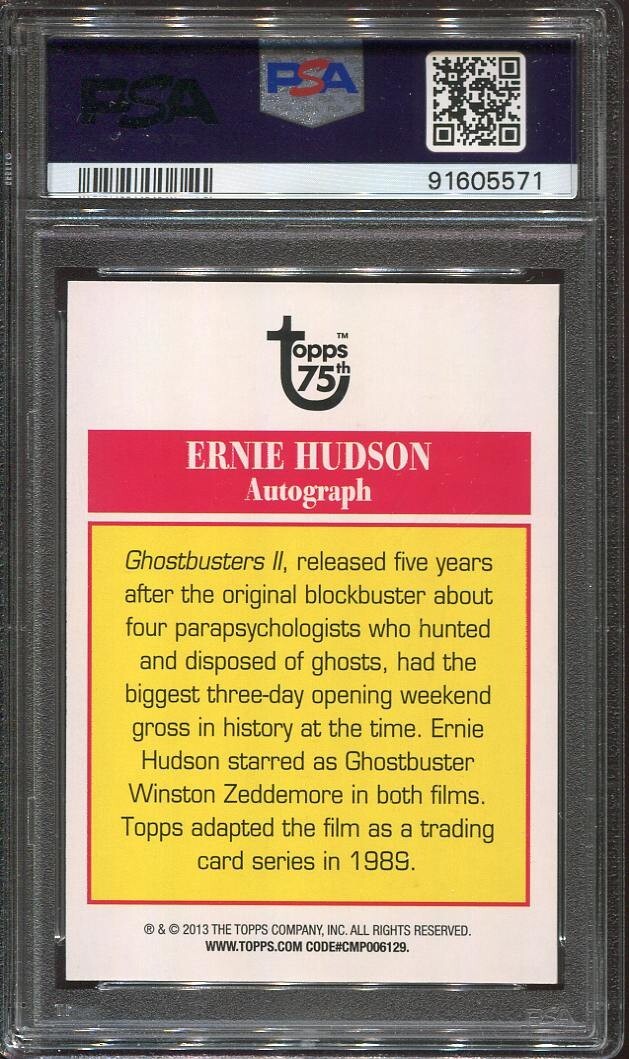 PSA
PSA
91605571
Topps
TM
75th
ERNIE HUDSON
Autograph
Ghostbusters II, released five years
after the original blockbuster about
four parapsychologists who hunted
and disposed of ghosts, had the
biggest three-day opening weekend
gross in history at the time. Ernie
Hudson starred as Ghostbuster
Winston Zeddemore in both films.
Topps adapted the film as a trading
card series in 1989.
® & © 2013 THE TOPPS COMPANY, INC. ALL RIGHTS RESERVED.
WWW.TOPPS.COM CODE#CMP006129.
PSA